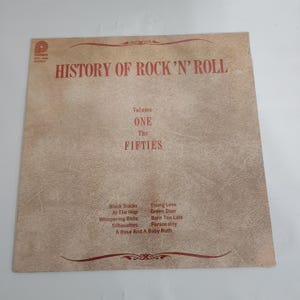 HISTORY OF ROCK 'N' ROLL
Volume
ONE
The
FIFTIES
Black Slacks
At The Hop
Whispering Bells
Silhouettes
Young Love
Green Door
Born Too Late
Personality
A Rose And A Baby Ruth